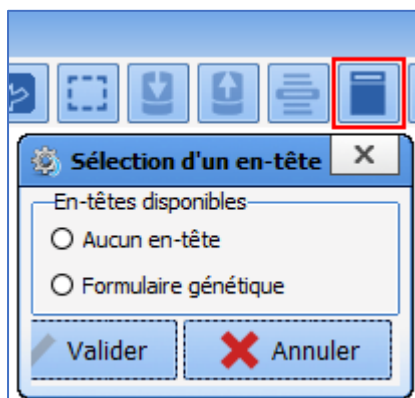 Sélection d'un en-tête
En-têtes disponibles
Aucun en-tête
Formulaire génétique
Valider Annuler